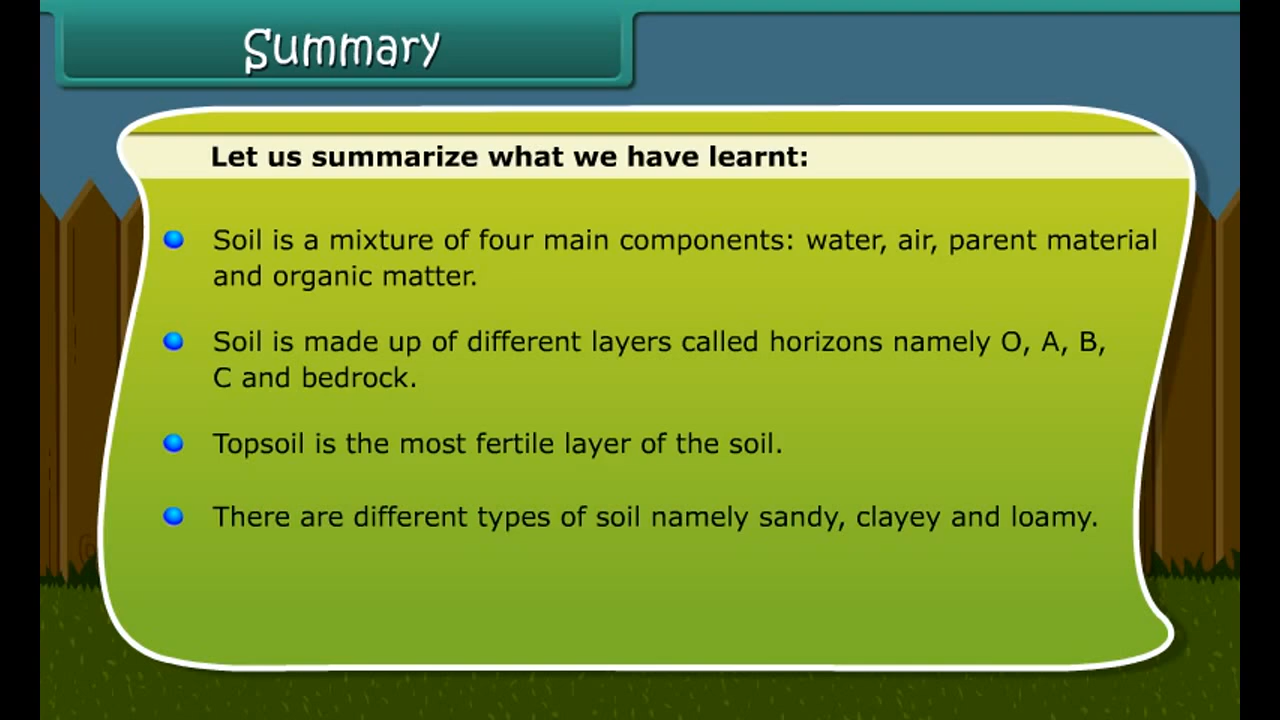 Summary
Let us summarize what we have learnt:
Soil is a mixture of four main components: water, air, parent material
and organic matter.
Soil is made up of different layers called horizons namely O, A, B,
C and bedrock.
Topsoil is the most fertile layer of the soil.
There are different types of soil namely sandy, clayey and loamy.